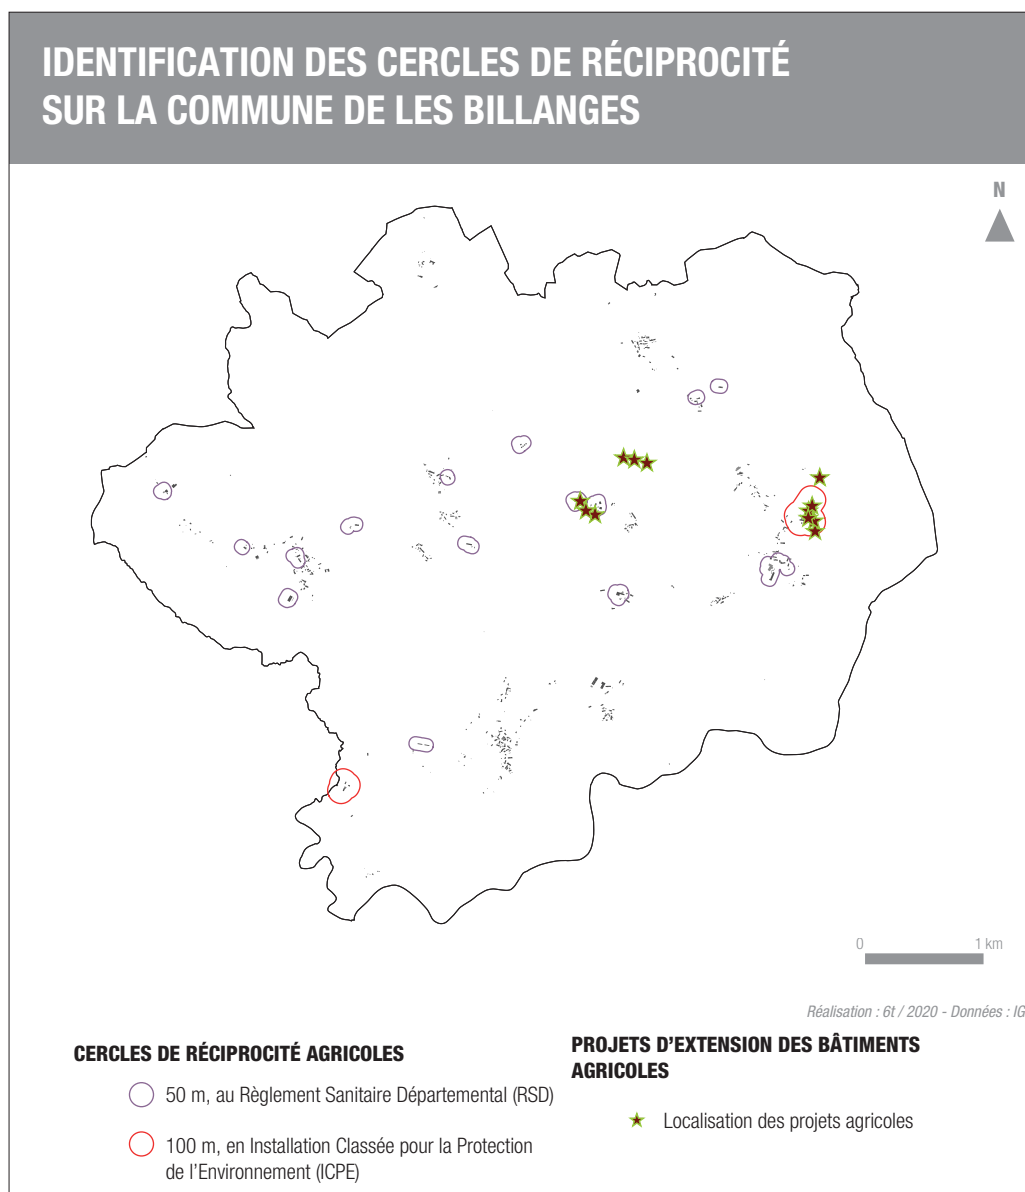 IDENTIFICATION DES CERCLES DE RÉCIPROCITÉ
SUR LA COMMUNE DE LES BILLANGES
N
0 1 km
Réalisation : 6t / 2020 - Données : IG
CERCLES DE RÉCIPROCITÉ AGRICOLES
50 m, au Règlement Sanitaire Départemental (RSD)
100 m, en Installation Classée pour la Protection
de l'Environnement (ICPE)
PROJETS D'EXTENSION DES BÂTIMENTS
AGRICOLES
Localisation des projets agricoles